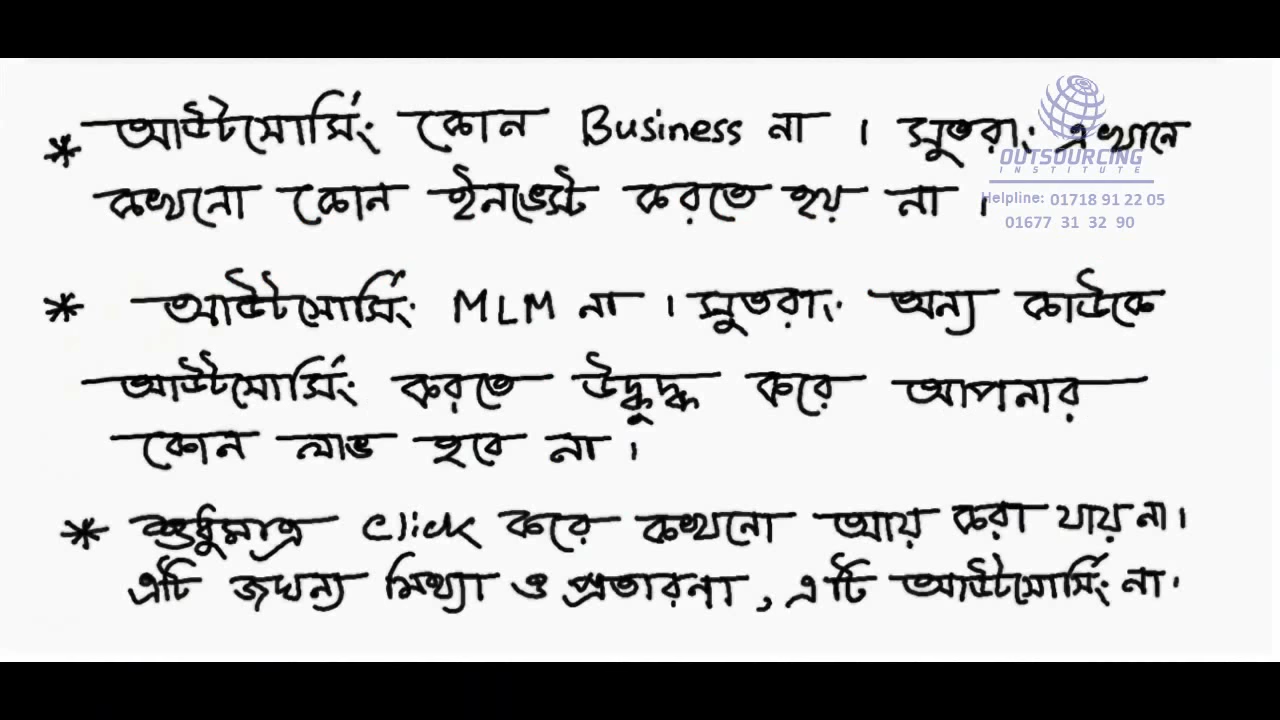 * আউটসোর্সিং কোন Business না । সুতরাং এখানে
কখনো কোন ইনভেস্ট করতে হয় না ।
OUTSOURCING
INSTITUTE
Helpline: 01718 91 22 05
01677 31 32 90
* আউটসোর্সিং MLM না । সুতরাং অন্য কাউকে
আউটসোর্সিং করতে উদ্ধুদ্ধ করে আপনার
কোন লাভ হবে না ।
* শুধুমাত্র Click করে কখনো আয় করা যায় না ।
এটি জঘন্য মিথ্যা ও প্রতারনা , এটি আউটসোর্সিং না ।